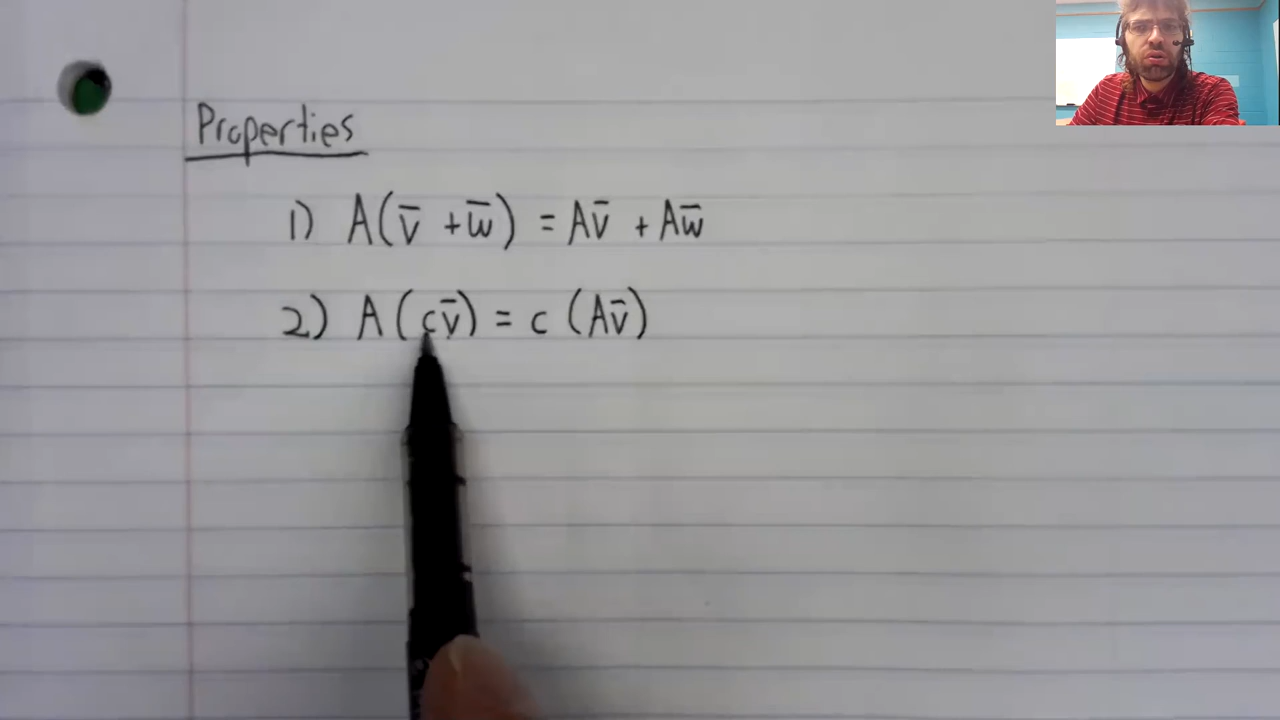 Properties
1) A(v̄ + w̄) = Av̄ + Aw̄
2) A(cv̄) = c (Av̄)